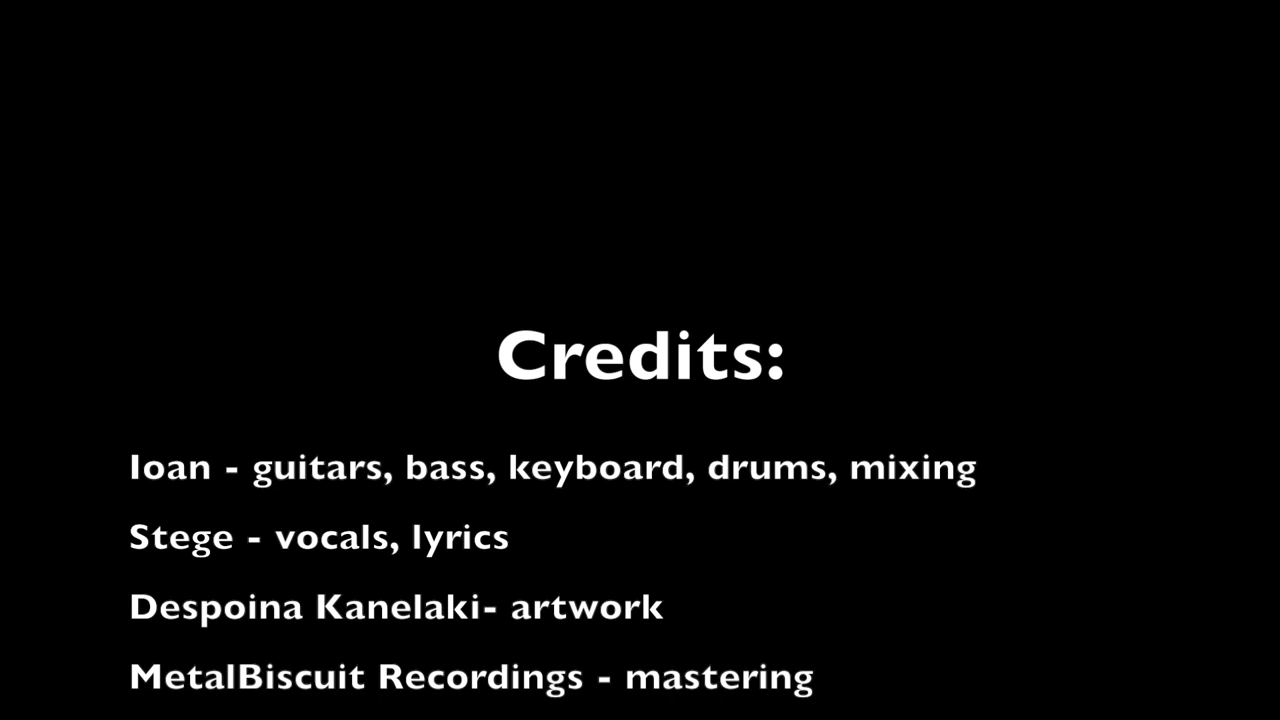 Credits:
Ioan - guitars, bass, keyboard, drums, mixing
Stege - vocals, lyrics
Despoina Kanelaki- artwork
MetalBiscuit Recordings - mastering